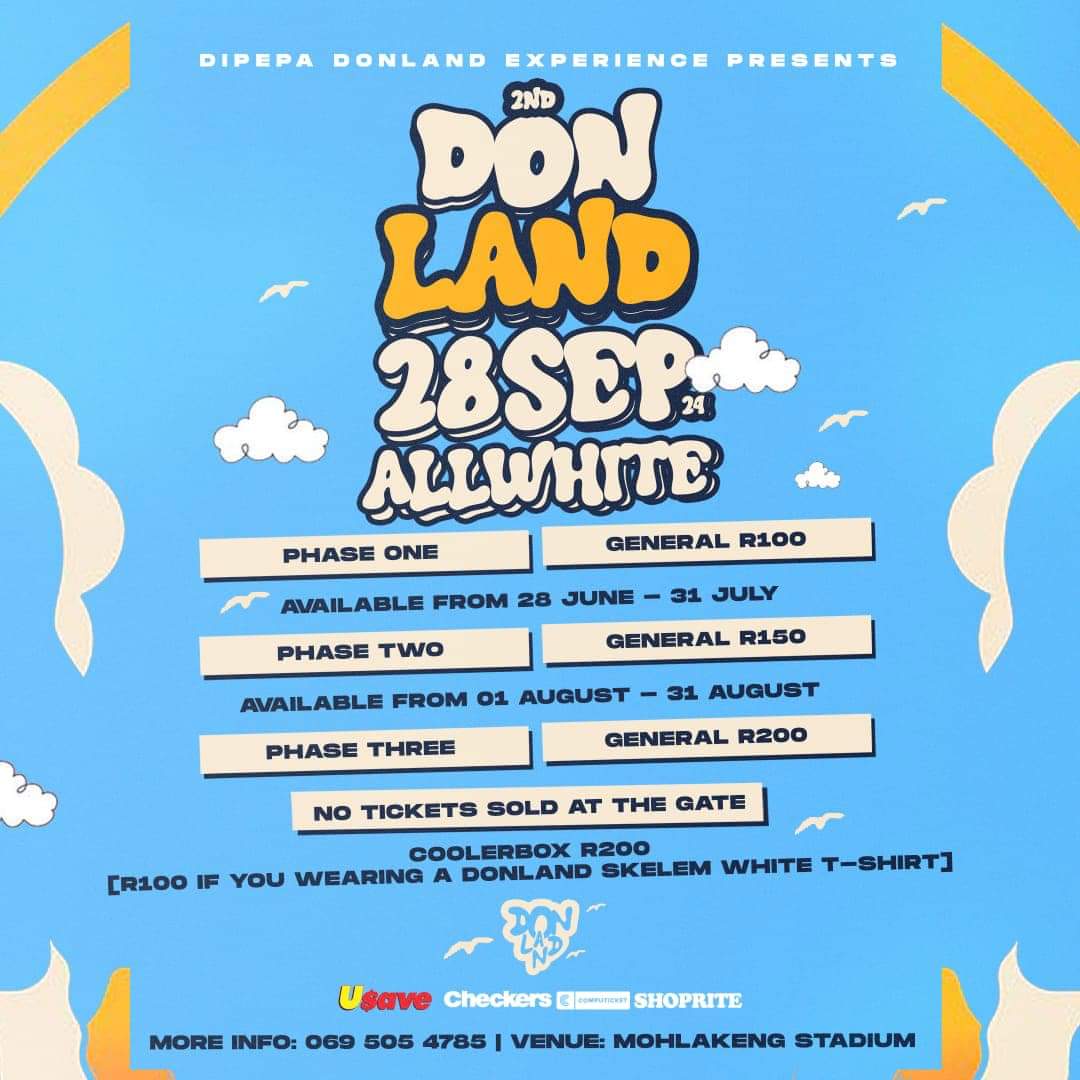 DIPEPA DONLAND EXPERIENCE PRESENTS
2ND
DON
LAND
28SEP
24
ALLWHITE
PHASE ONE GENERAL R100
AVAILABLE FROM 28 JUNE – 31 JULY
PHASE TWO GENERAL R150
AVAILABLE FROM 01 AUGUST – 31 AUGUST
PHASE THREE GENERAL R200
NO TICKETS SOLD AT THE GATE
COOLERBOX R200
[R100 IF YOU WEARING A DONLAND SKELEM WHITE T-SHIRT]
DON
LAND
U$ave Checkers COMPUTICKET SHOPRITE
MORE INFO: 069 505 4785 | VENUE: MOHLAKENG STADIUM